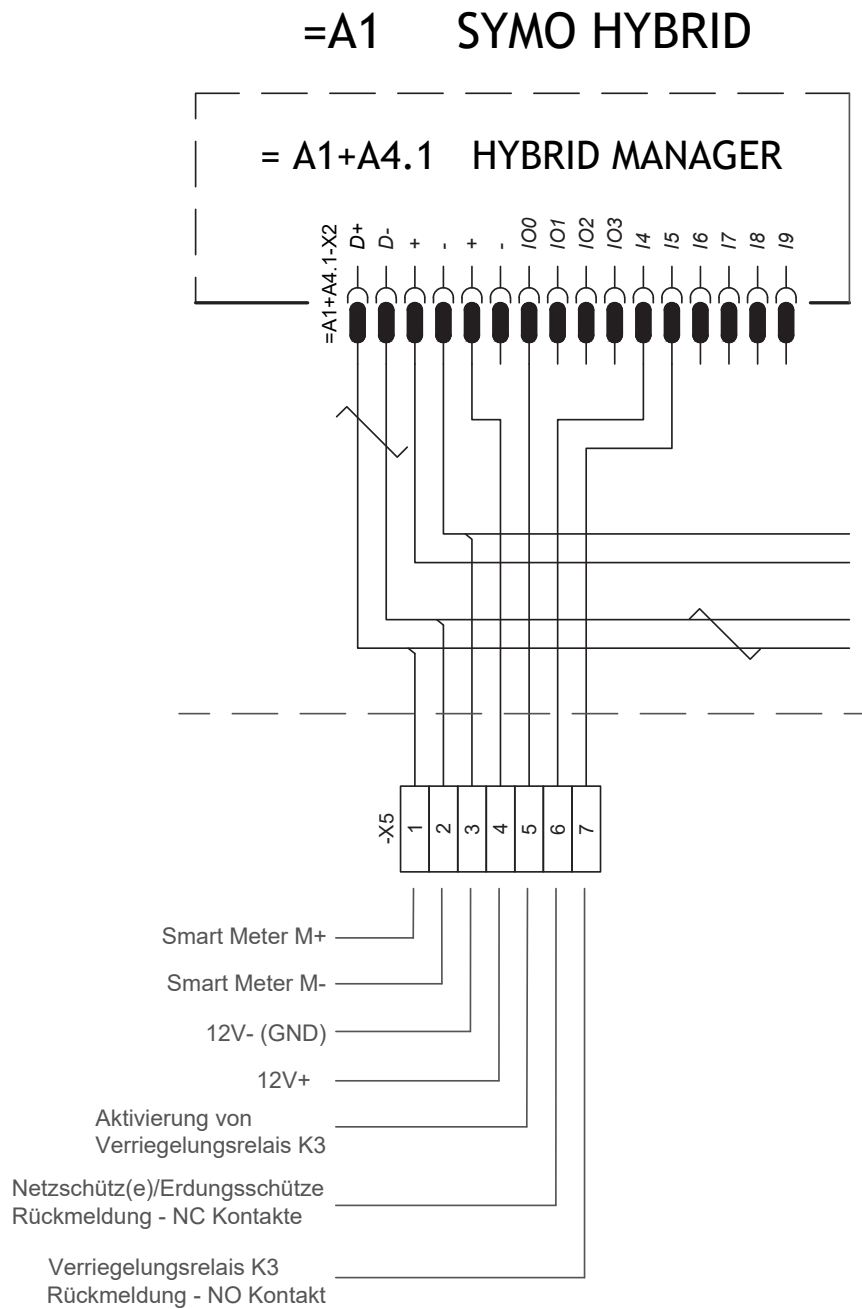 =A1 SYMO HYBRID
= A1+A4.1 HYBRID MANAGER
=A1+A4.1-X2
D+
D-
+
-
+
-
IO0
IO1
IO2
IO3
I4
I5
I6
I7
I8
I9
-X5
1
2
3
4
5
6
7
Smart Meter M+
Smart Meter M-
12V- (GND)
12V+
Aktivierung von
Verriegelungsrelais K3
Netzschütz(e)/Erdungsschütze
Rückmeldung - NC Kontakte
Verriegelungsrelais K3
Rückmeldung - NO Kontakt